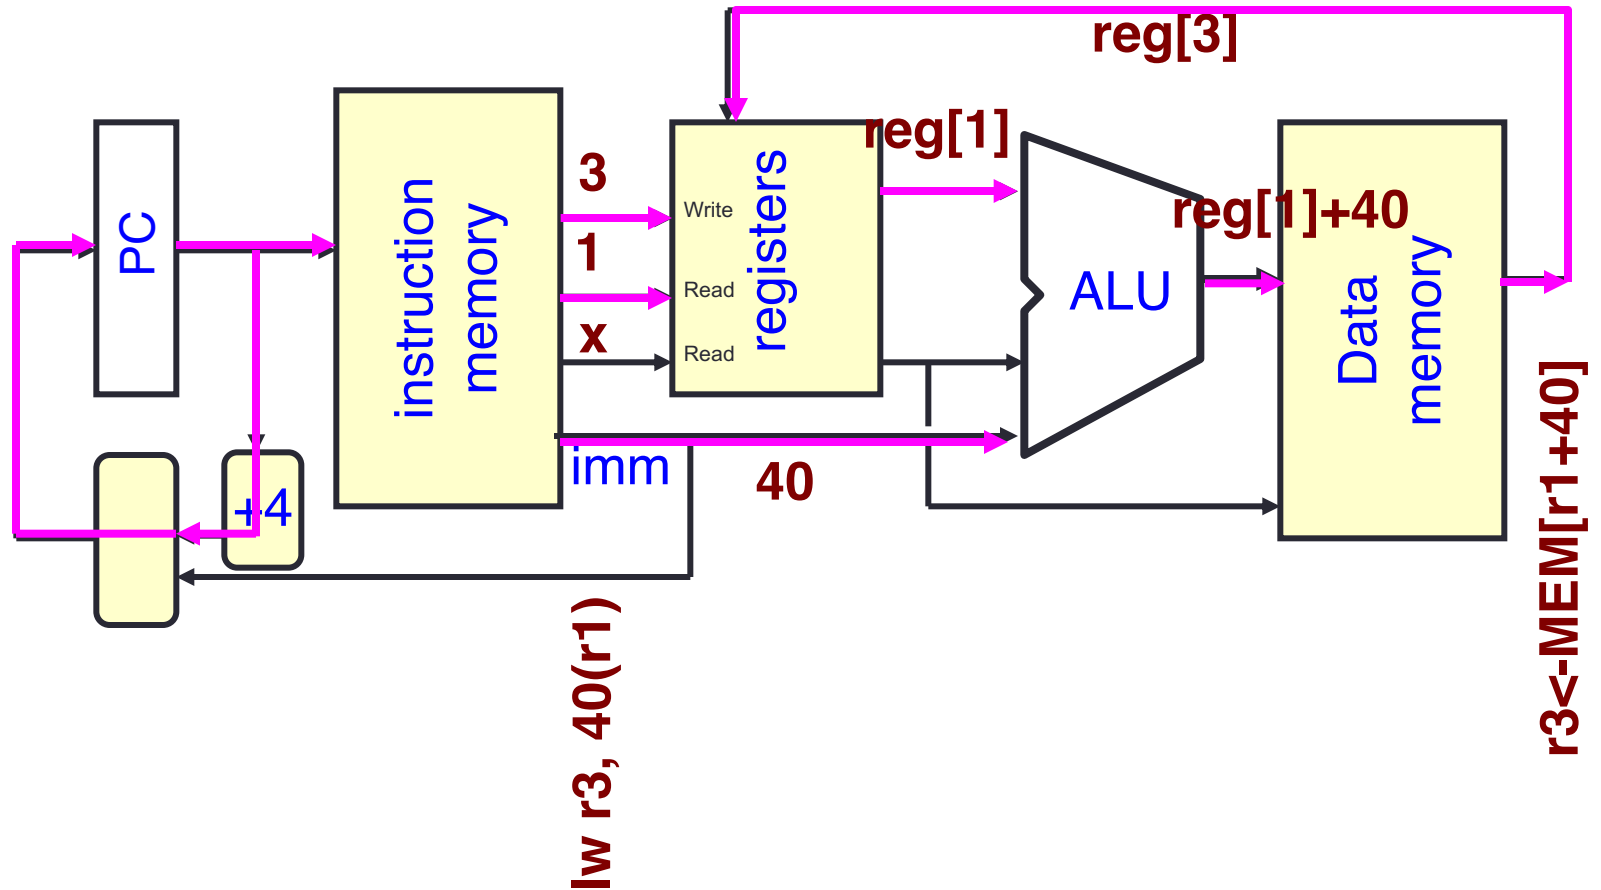 reg[3]
reg[1]
3
Write
1
Read
x
Read
PC
instruction
memory
registers
ALU
reg[1]+40
Data
memory
imm
40
+4
lw r3, 40(r1)
r3<-MEM[r1+40]